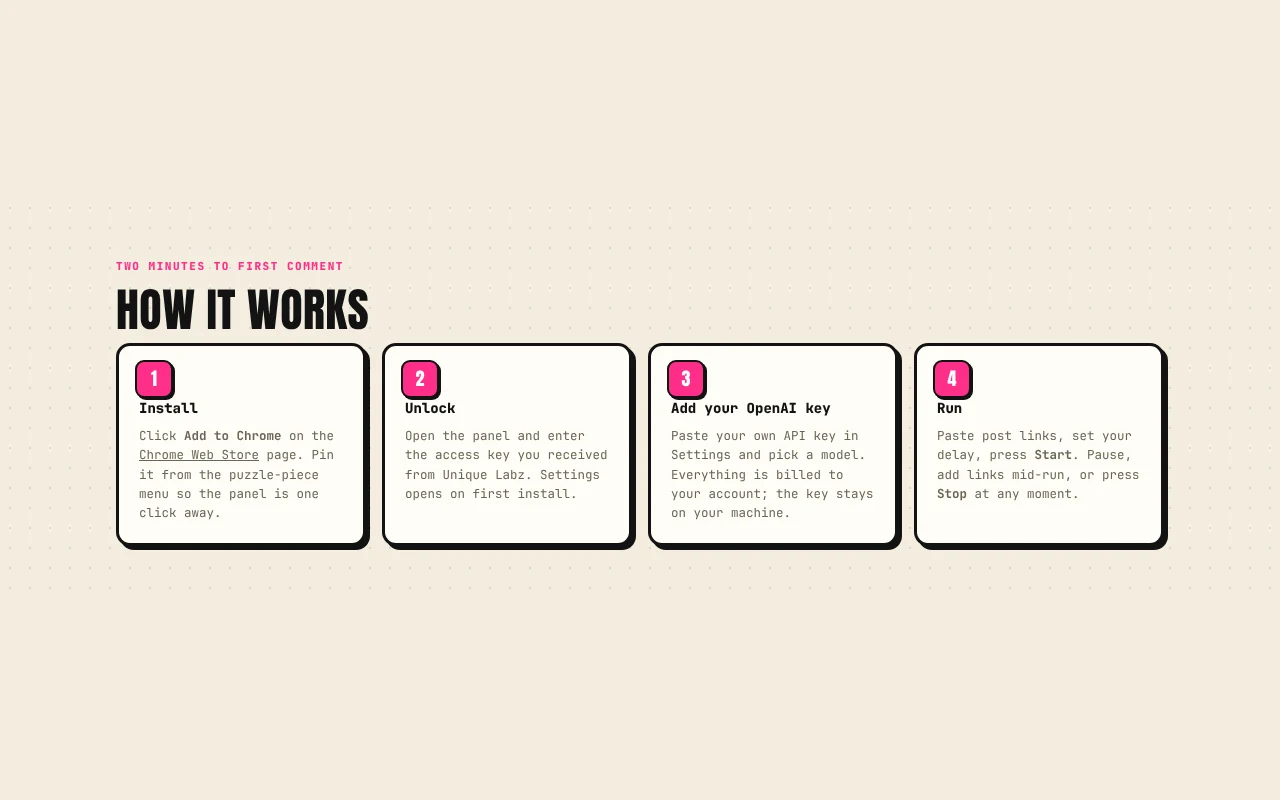 TWO MINUTES TO FIRST COMMENT
HOW IT WORKS
1
Install
Click Add to Chrome on the
Chrome Web Store page. Pin
it from the puzzle-piece
menu so the panel is one
click away.
2
Unlock
Open the panel and enter
the access key you received
from Unique Labz. Settings
opens on first install.
3
Add your OpenAI key
Paste your own API key in
Settings and pick a model.
Everything is billed to
your account; the key stays
on your machine.
4
Run
Paste post links, set your
delay, press Start. Pause,
add links mid-run, or press
Stop at any moment.